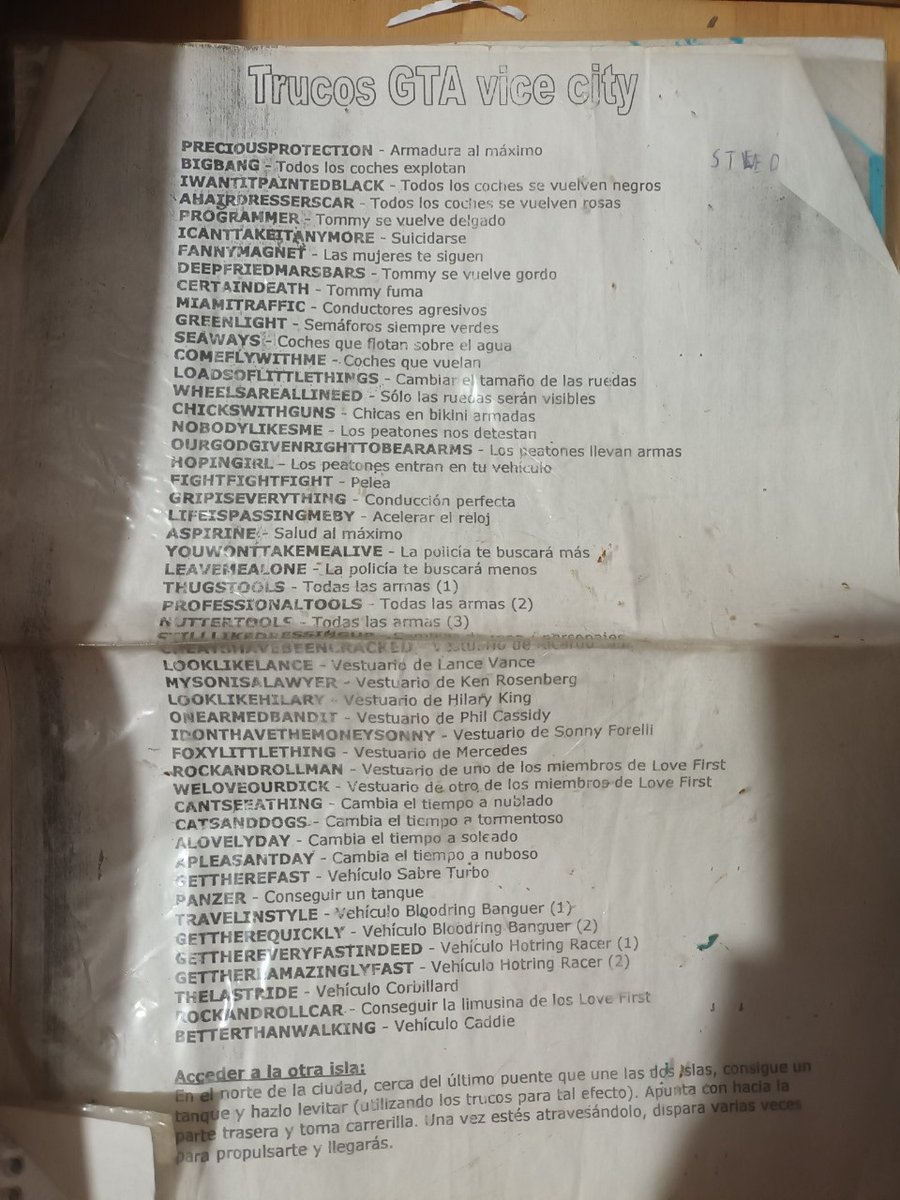 Trucos GTA vice city
STEED
PRECIOUSPROTECTION - Armadura al máximo
BIGBANG - Todos los coches explotan
IWANTITPAINTEDBLACK - Todos los coches se vuelven negros
AHAIRDRESSERSCAR - Todos los coches se vuelven rosas
PROGRAMMER - Tommy se vuelve delgado
ICANTTAKEITANYMORE - Suicidarse
FANNYMAGNET - Las mujeres te siguen
DEEPFRIEDMARSBARS - Tommy se vuelve gordo
CERTAINDEATH - Tommy fuma
MIAMITRAFFIC - Conductores agresivos
GREENLIGHT - Semáforos siempre verdes
SEAWAYS - Coches que flotan sobre el agua
COMEFLYWITHME - Coches que vuelan
LOADSOFLITTLETHINGS - Cambiar el tamaño de las ruedas
WHEELSAREALLINEED - Sólo las ruedas serán visibles
CHICKSWITHGUNS - Chicas en bikini armadas
NOBODYLIKESME - Los peatones nos detestan
OURGODGIVENRIGHTTOBEARARMS - Los peatones llevan armas
HOPINGIRL - Los peatones entran en tu vehículo
FIGHTFIGHTFIGHT - Pelea
GRIPISEVERYTHING - Conducción perfecta
LIFEISPASSINGMEBY - Acelerar el reloj
ASPIRINE - Salud al máximo
YOUWONTTAKEMEALIVE - La policía te buscará más
LEAVEMEALONE - La policía te buscará menos
THUGSTOOLS - Todas las armas (1)
PROFESSIONALTOOLS - Todas las armas (2)
NUTTERTOOLS - Todas las armas (3)
STILLLIKEDRESSINGUP
CHEATSHAVEBEENCRACKED - Vestuario de Ricardo
LOOKLIKELANCE - Vestuario de Lance Vance
MYSONISALAWYER - Vestuario de Ken Rosenberg
LOOKLIKEHILARY - Vestuario de Hilary King
ONEARMEDBANDIT - Vestuario de Phil Cassidy
IDONTHAVETHEMONEYSONNY - Vestuario de Sonny Forelli
FOXYLITTLETHING - Vestuario de Mercedes
ROCKANDROLLMAN - Vestuario de uno de los miembros de Love First
WELOVEOURDICK - Vestuario de otro de los miembros de Love First
CANTSEEATHING - Cambia el tiempo a nublado
CATSANDDOGS - Cambia el tiempo a tormentoso
ALOVELYDAY - Cambia el tiempo a soleado
APLEASANTDAY - Cambia el tiempo a nuboso
GETTHEREFAST - Vehículo Sabre Turbo
PANZER - Conseguir un tanque
TRAVELINSTYLE - Vehículo Bloodring Banguer (1)
GETTHEREQUICKLY - Vehículo Bloodring Banguer (2)
GETTHEREVERYFASTINDEED - Vehículo Hotring Racer (1)
GETTHEREAMAZINGLYFAST - Vehículo Hotring Racer (2)
THELASTRIDE - Vehículo Corbillard
ROCKANDROLLCAR - Conseguir la limusina de los Love First
BETTERTHANWALKING - Vehículo Caddie
Acceder a la otra isla:
En el norte de la ciudad, cerca del último puente que une las dos islas, consigue un
tanque y hazlo levitar (utilizando los trucos para tal efecto). Apunta con hacia la
parte trasera y toma carrerilla. Una vez estés atravesándolo, dispara varias veces
para propulsarte y llegarás.